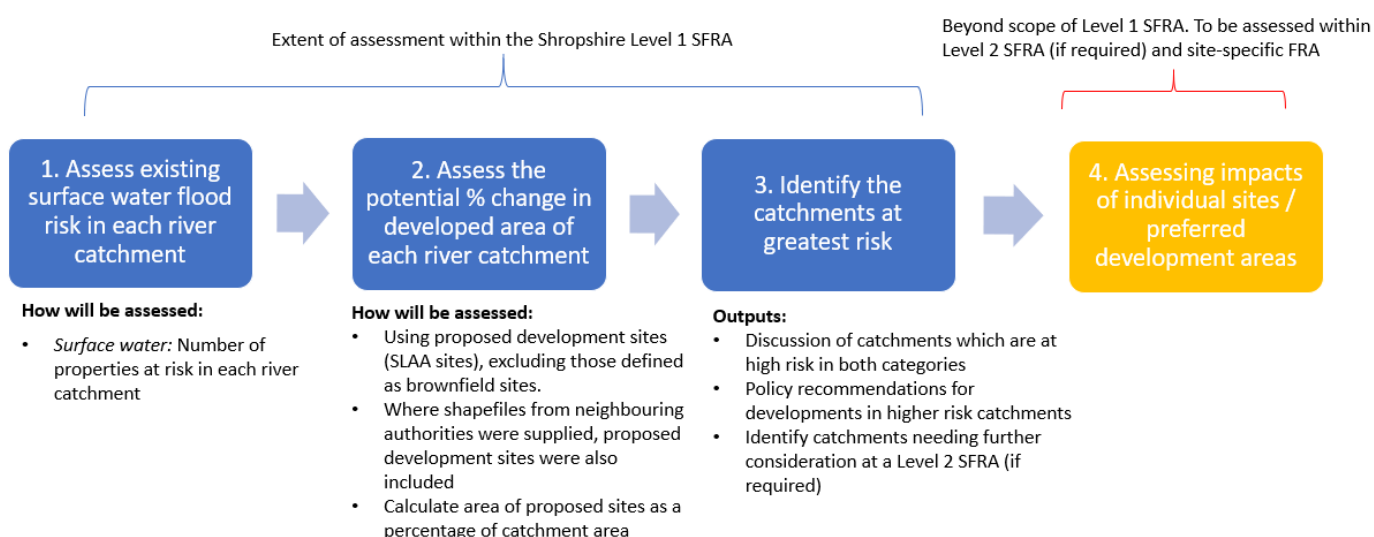 Extent of assessment within the Shropshire Level 1 SFRA
Beyond scope of Level 1 SFRA. To be assessed within
Level 2 SFRA (if required) and site-specific FRA
1. Assess existing
surface water flood
risk in each river
catchment
2. Assess the
potential % change in
developed area of
each river catchment
3. Identify the
catchments at
greatest risk
4. Assessing impacts
of individual sites /
preferred
development areas
How will be assessed:
• Surface water: Number of
properties at risk in each river
catchment
How will be assessed:
• Using proposed development sites
(SLAA sites), excluding those defined
as brownfield sites.
• Where shapefiles from neighbouring
authorities were supplied, proposed
development sites were also
included
• Calculate area of proposed sites as a
percentage of catchment area
Outputs:
• Discussion of catchments which are at
high risk in both categories
• Policy recommendations for
developments in higher risk catchments
• Identify catchments needing further
consideration at a Level 2 SFRA (if
required)